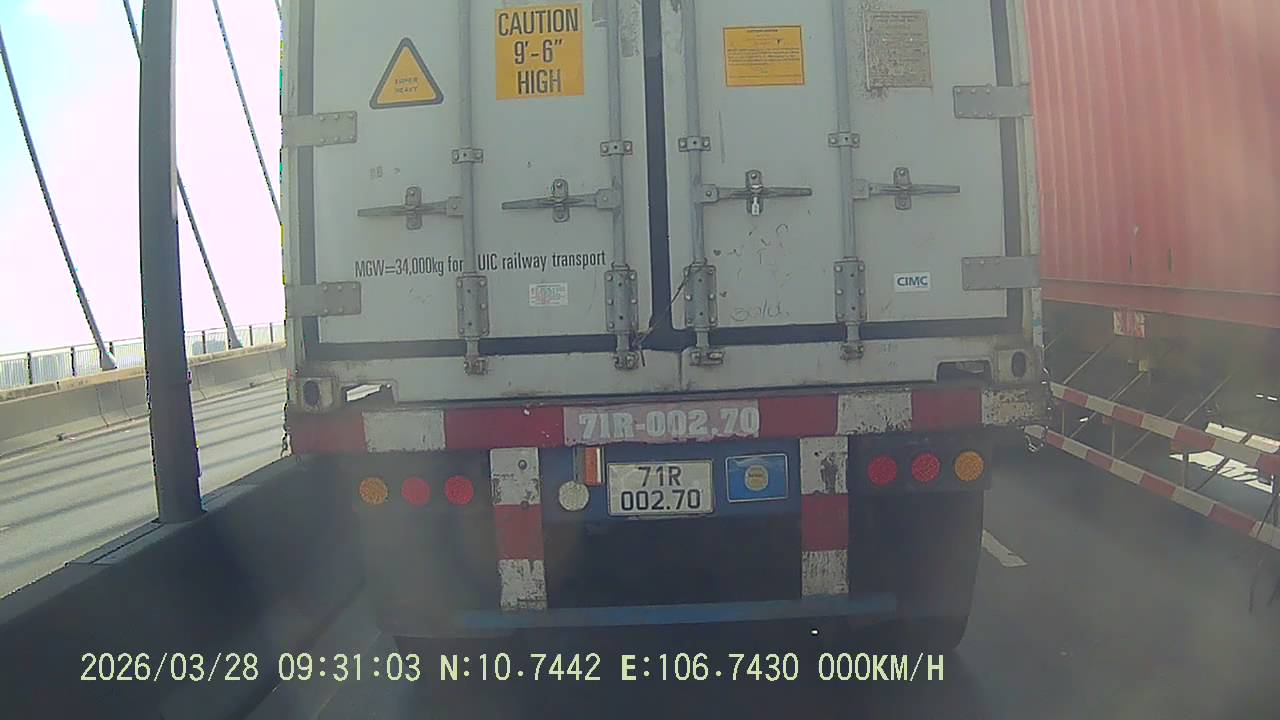 CAUTION
9'-6"
HIGH
SUPER
HEAVY
MGW=34,000kg for UIC railway transport
CIMC
71R-002.70
71R
002.70
2026/03/28 09:31:03 N:10.7442 E:106.7430 000KM/H